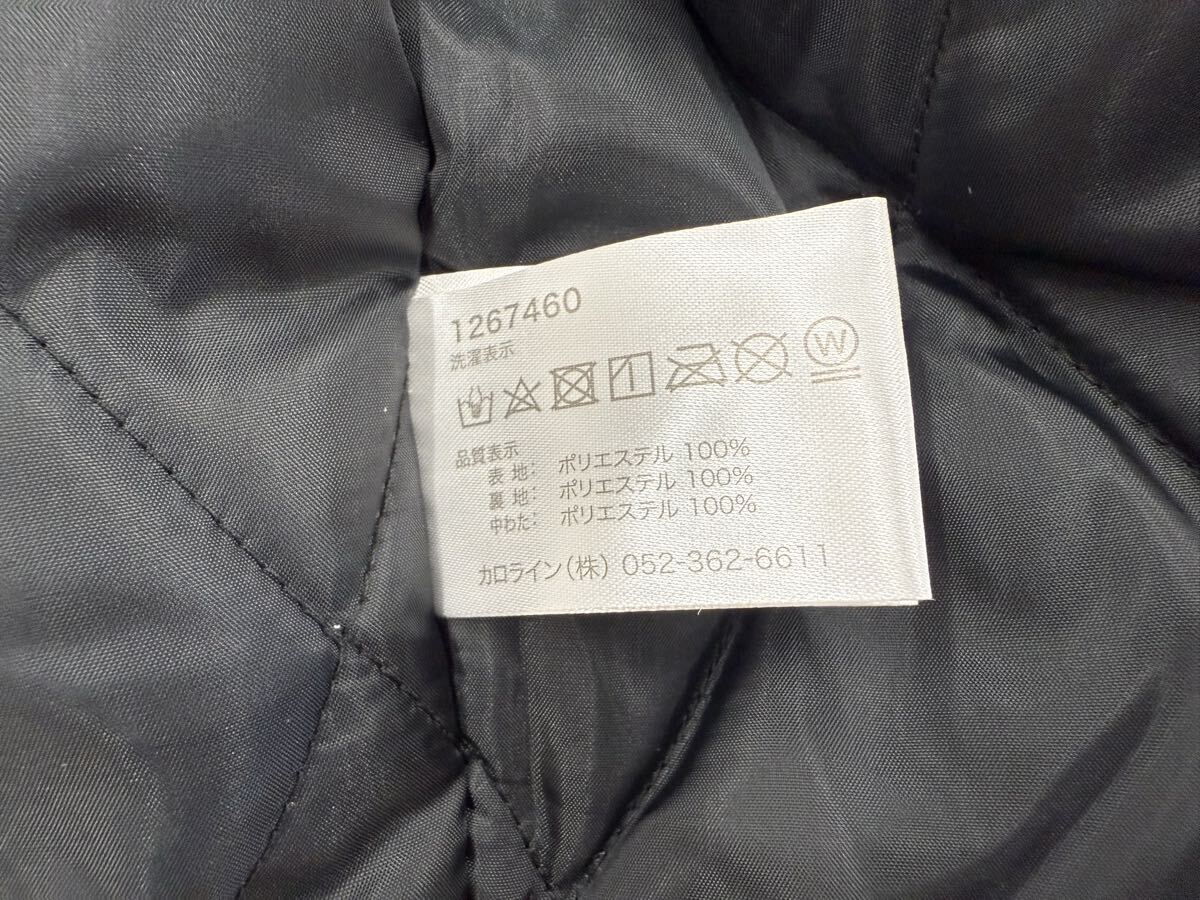 1267460
洗濯表示
W
品質表示
表 地: ポリエステル 100%
裏 地: ポリエステル 100%
中わた: ポリエステル 100%
カロライン(株) 052-362-6611